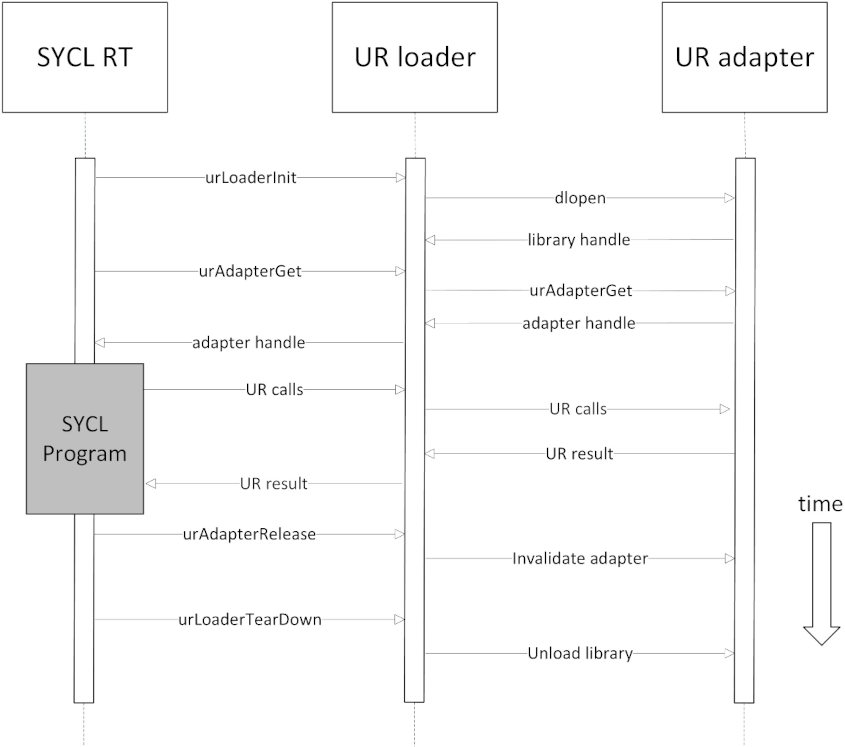 SYCL RT
UR loader
UR adapter
urLoaderInit
dlopen
library handle
urAdapterGet
urAdapterGet
adapter handle
adapter handle
UR calls
UR calls
SYCL
Program
UR result
UR result
time
urAdapterRelease
Invalidate adapter
urLoaderTearDown
Unload library